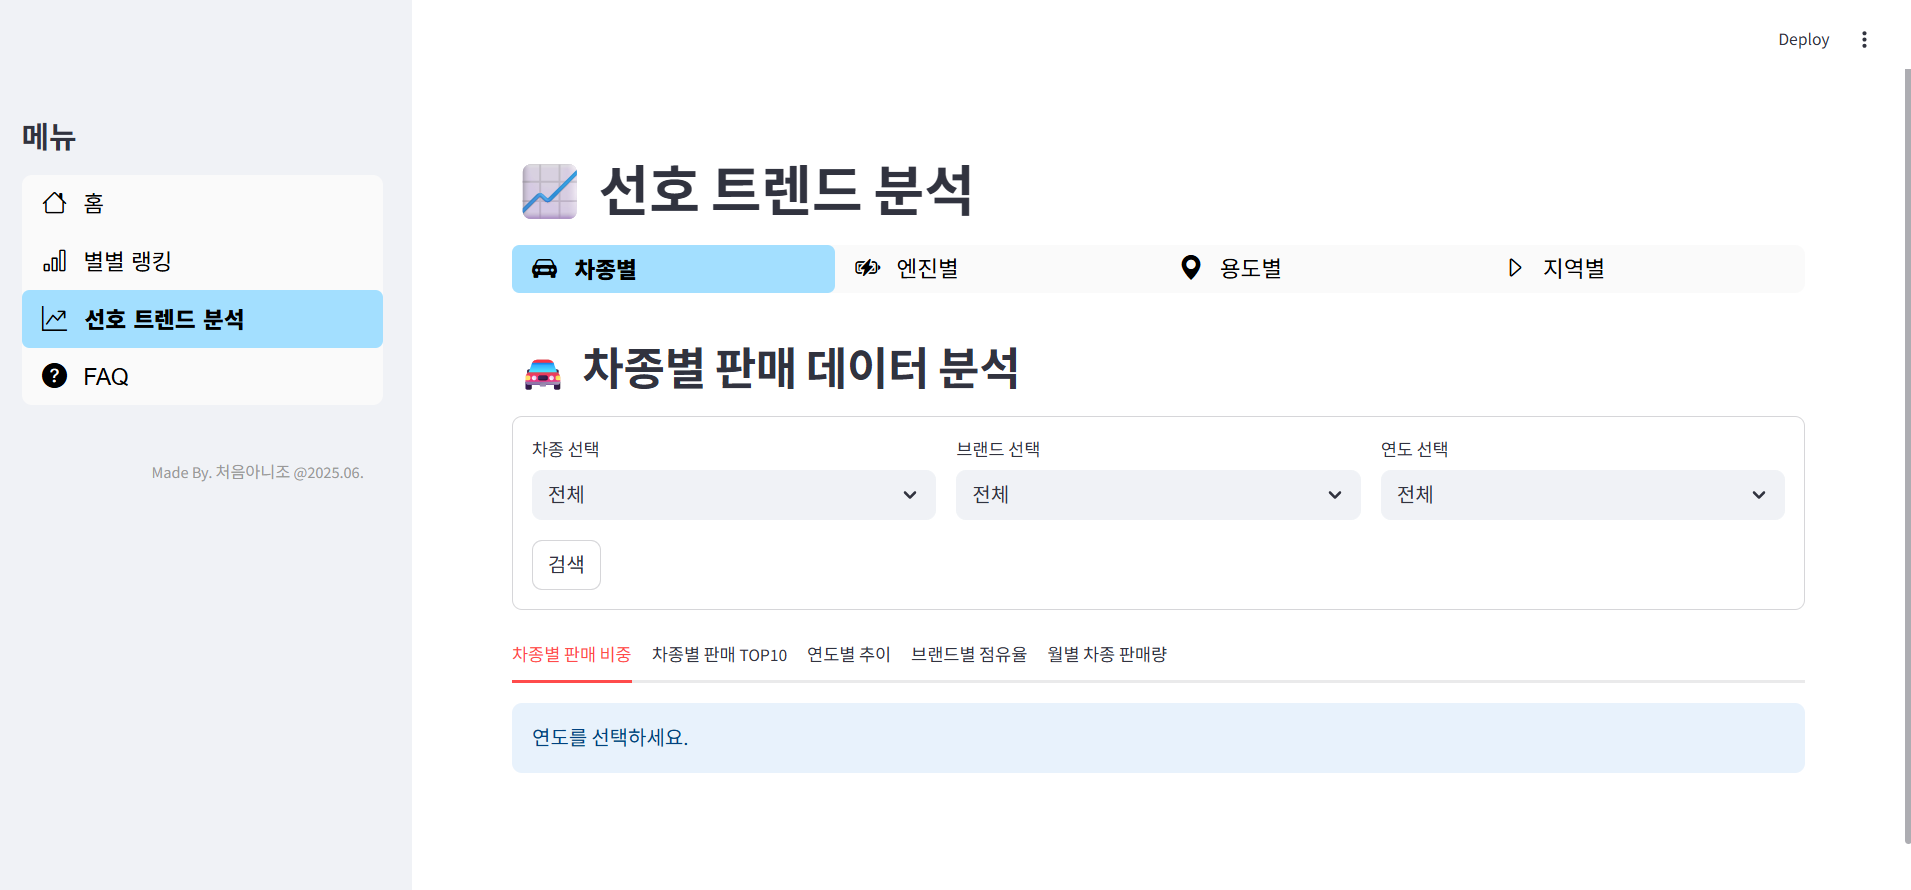 Deploy
메뉴
홈
별별 랭킹
선호 트렌드 분석
FAQ
Made By. 처음아니조 @2025.06.
선호 트렌드 분석
차종별 엔진별 용도별 지역별
차종별 판매 데이터 분석
차종 선택 브랜드 선택 연도 선택
전체 전체 전체
검색
차종별 판매 비중 차종별 판매 TOP10 연도별 추이 브랜드별 점유율 월별 차종 판매량
연도를 선택하세요.